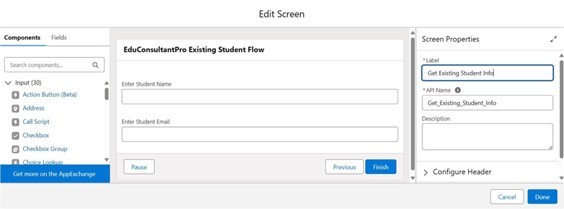 Edit Screen
Components
Fields
Search components...
Input (30)
Action Button (Beta)
Address
Call Script
Checkbox
Checkbox Group
Choice Lookup
Get more on the AppExchange
EduConsultantPro Existing Student Flow
Enter Student Name
Enter Student Email
Pause
Previous
Finish
Screen Properties
*Label
Get Existing Student Info
*API Name
Get_Existing_Student_Info
Description
Configure Header
Cancel
Done